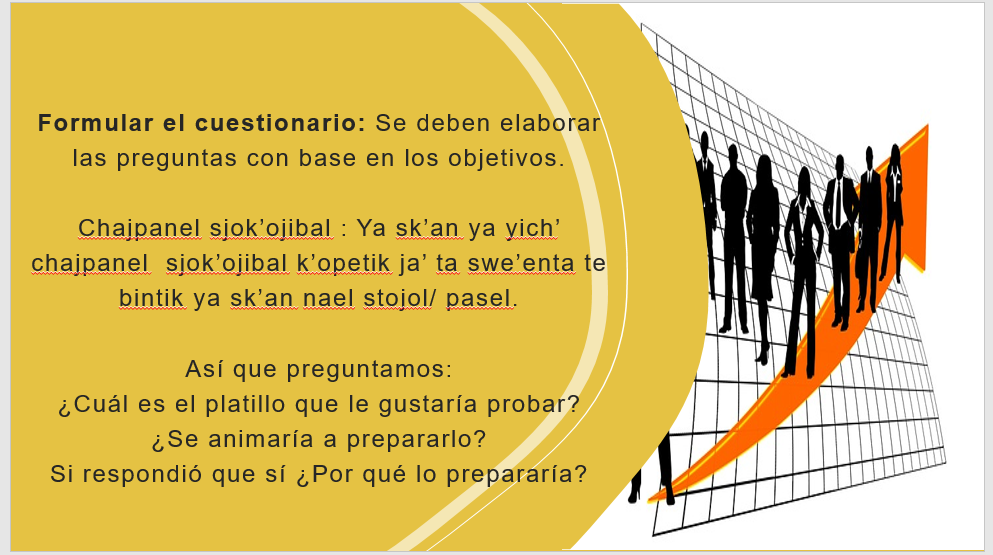 Formular el cuestionario: Se deben elaborar
las preguntas con base en los objetivos.
Chajpanel sjok’ojibal : Ya sk’an ya yich’
chajpanel sjok’ojibal k’opetik ja’ ta swe’enta te
bintik ya sk’an nael stojol/ pasel.
Así que preguntamos:
¿Cuál es el platillo que le gustaría probar?
¿Se animaría a prepararlo?
Si respondió que sí ¿Por qué lo prepararía?